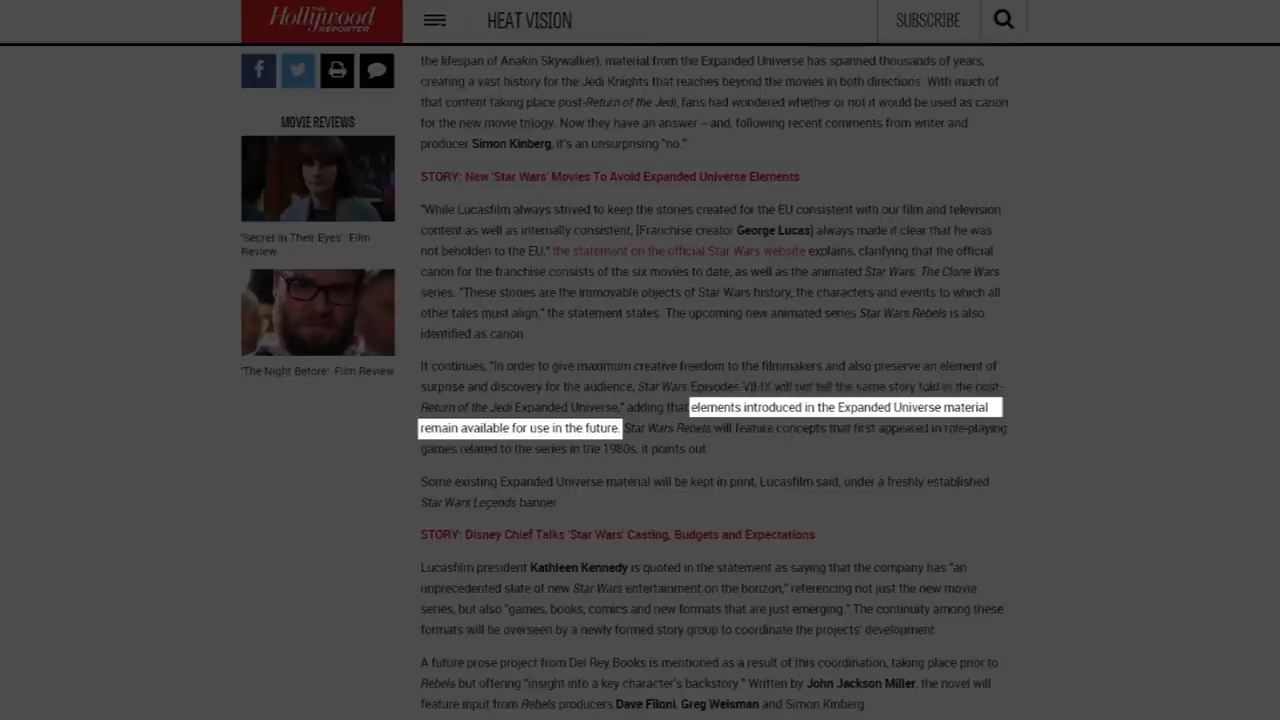 THE
Hollywood
REPORTER
HEAT VISION
SUBSCRIBE
the lifespan of Anakin Skywalker), material from the Expanded Universe has spanned thousands of years,
creating a vast history for the Jedi Knights that reaches beyond the movies in both directions. With much of
that content taking place post-Return of the Jedi, fans had wondered whether or not it would be used as canon
for the new movie trilogy. Now they have an answer – and, following recent comments from writer and
producer Simon Kinberg, it's an unsurprising "no."
STORY: New 'Star Wars' Movies To Avoid Expanded Universe Elements
"While Lucasfilm always strived to keep the stories created for the EU consistent with our film and television
content as well as internally consistent, [Franchise creator George Lucas] always made it clear that he was
not beholden to the EU," the statement on the official Star Wars website explains, clarifying that the official
canon for the franchise consists of the six movies to date, as well as the animated Star Wars: The Clone Wars
series. "These stories are the immovable objects of Star Wars history, the characters and events to which all
other tales must align," the statement states. The upcoming new animated series Star Wars Rebels is also
identified as canon.
It continues, "In order to give maximum creative freedom to the filmmakers and also preserve an element of
surprise and discovery for the audience, Star Wars Episodes VII-IX will not tell the same story told in the post-
Return of the Jedi Expanded Universe," adding that elements introduced in the Expanded Universe material
remain available for use in the future. Star Wars Rebels will feature concepts that first appeared in role-playing
games related to the series in the 1980s, it points out.
Some existing Expanded Universe material will be kept in print, Lucasfilm said, under a freshly established
Star Wars Legends banner.
STORY: Disney Chief Talks 'Star Wars' Casting, Budgets and Expectations
Lucasfilm president Kathleen Kennedy is quoted in the statement as saying that the company has "an
unprecedented slate of new Star Wars entertainment on the horizon," referencing not just the new movie
series, but also "games, books, comics and new formats that are just emerging." The continuity among these
formats will be overseen by a newly formed story group to coordinate the projects' development.
A future prose project from Del Rey Books is mentioned as a result of this coordination, taking place prior to
Rebels but offering "insight into a key character's backstory." Written by John Jackson Miller, the novel will
feature input from Rebels producers Dave Filoni, Greg Weisman and Simon Kinberg.
MOVIE REVIEWS
'Secret in Their Eyes': Film
Review
'The Night Before': Film Review